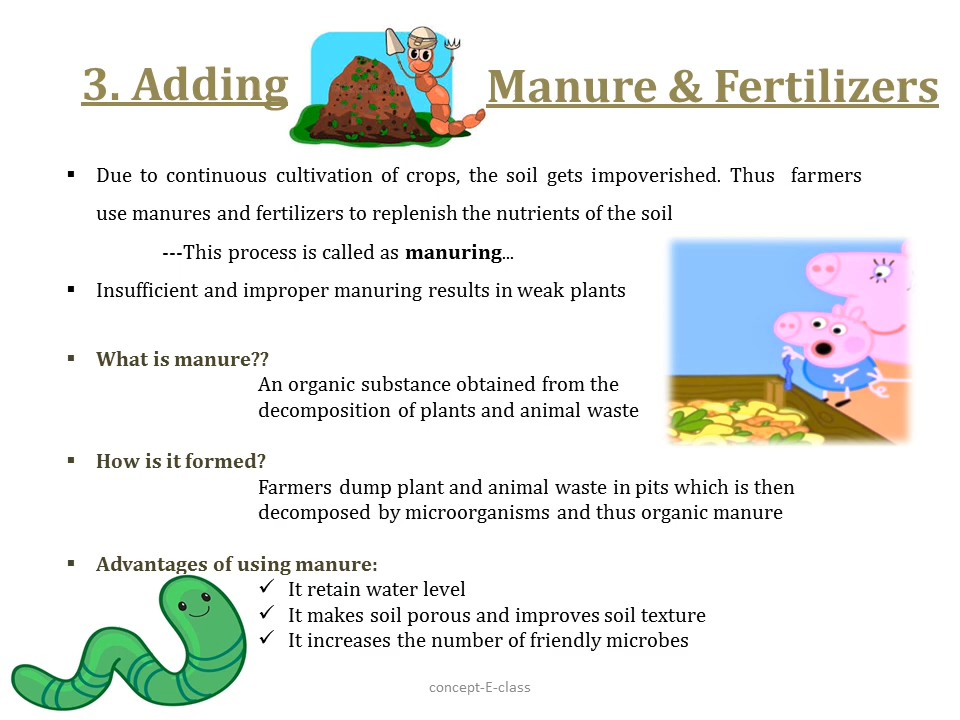 3. Adding Manure & Fertilizers
▪ Due to continuous cultivation of crops, the soil gets impoverished. Thus farmers
use manures and fertilizers to replenish the nutrients of the soil
---This process is called as manuring...
▪ Insufficient and improper manuring results in weak plants
▪ What is manure??
An organic substance obtained from the
decomposition of plants and animal waste
▪ How is it formed?
Farmers dump plant and animal waste in pits which is then
decomposed by microorganisms and thus organic manure
▪ Advantages of using manure:
✓ It retain water level
✓ It makes soil porous and improves soil texture
✓ It increases the number of friendly microbes
concept-E-class